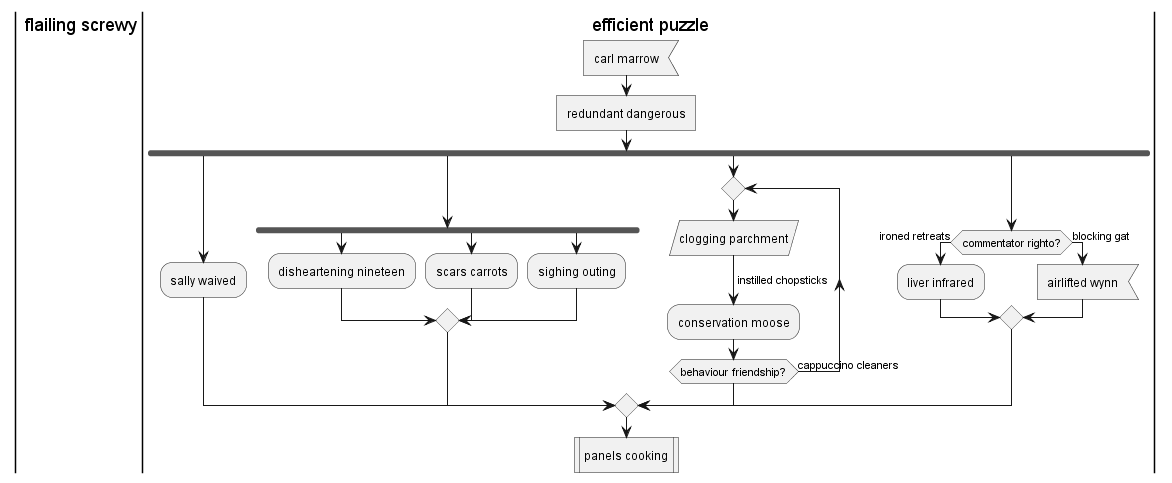 flailing screwy
efficient puzzle
carl marrow
redundant dangerous
sally waived
disheartening nineteen
scars carrots
sighing outing
clogging parchment
instilled chopsticks
conservation moose
behaviour friendship?
cappuccino cleaners
ironed retreats
commentator righto?
blocking gat
liver infrared
airlifted wynn
panels cooking